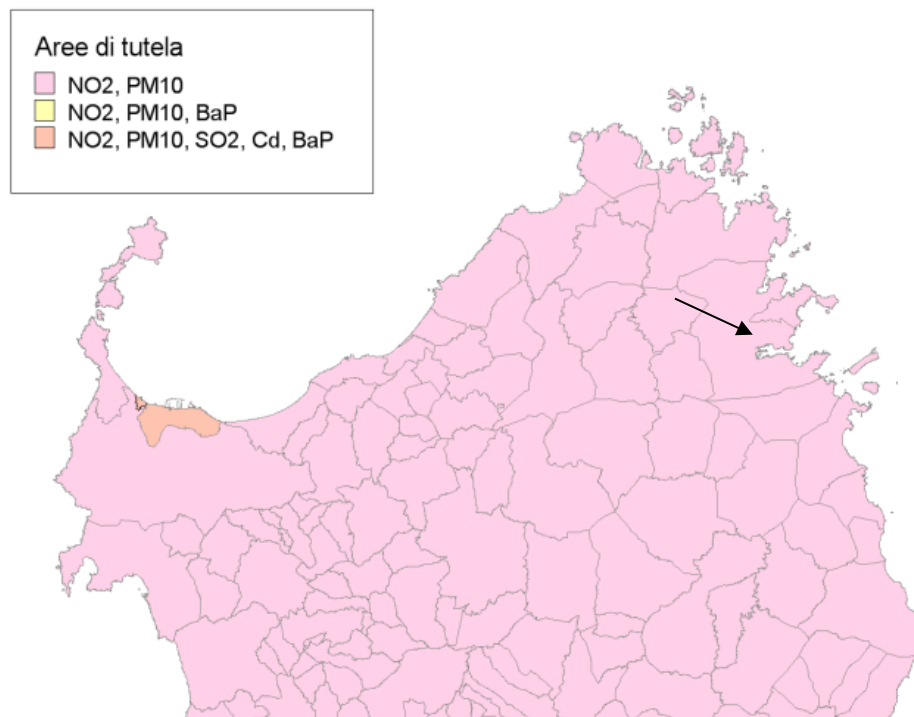 Aree di tutela
NO2, PM10
NO2, PM10, BaP
NO2, PM10, SO2, Cd, BaP